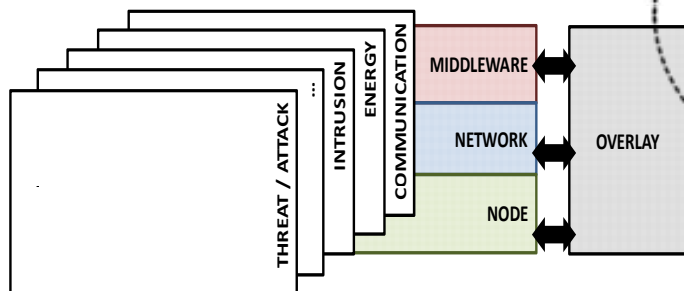 THREAT / ATTACK
...
INTRUSION
ENERGY
COMMUNICATION
MIDDLEWARE
NETWORK
NODE
OVERLAY